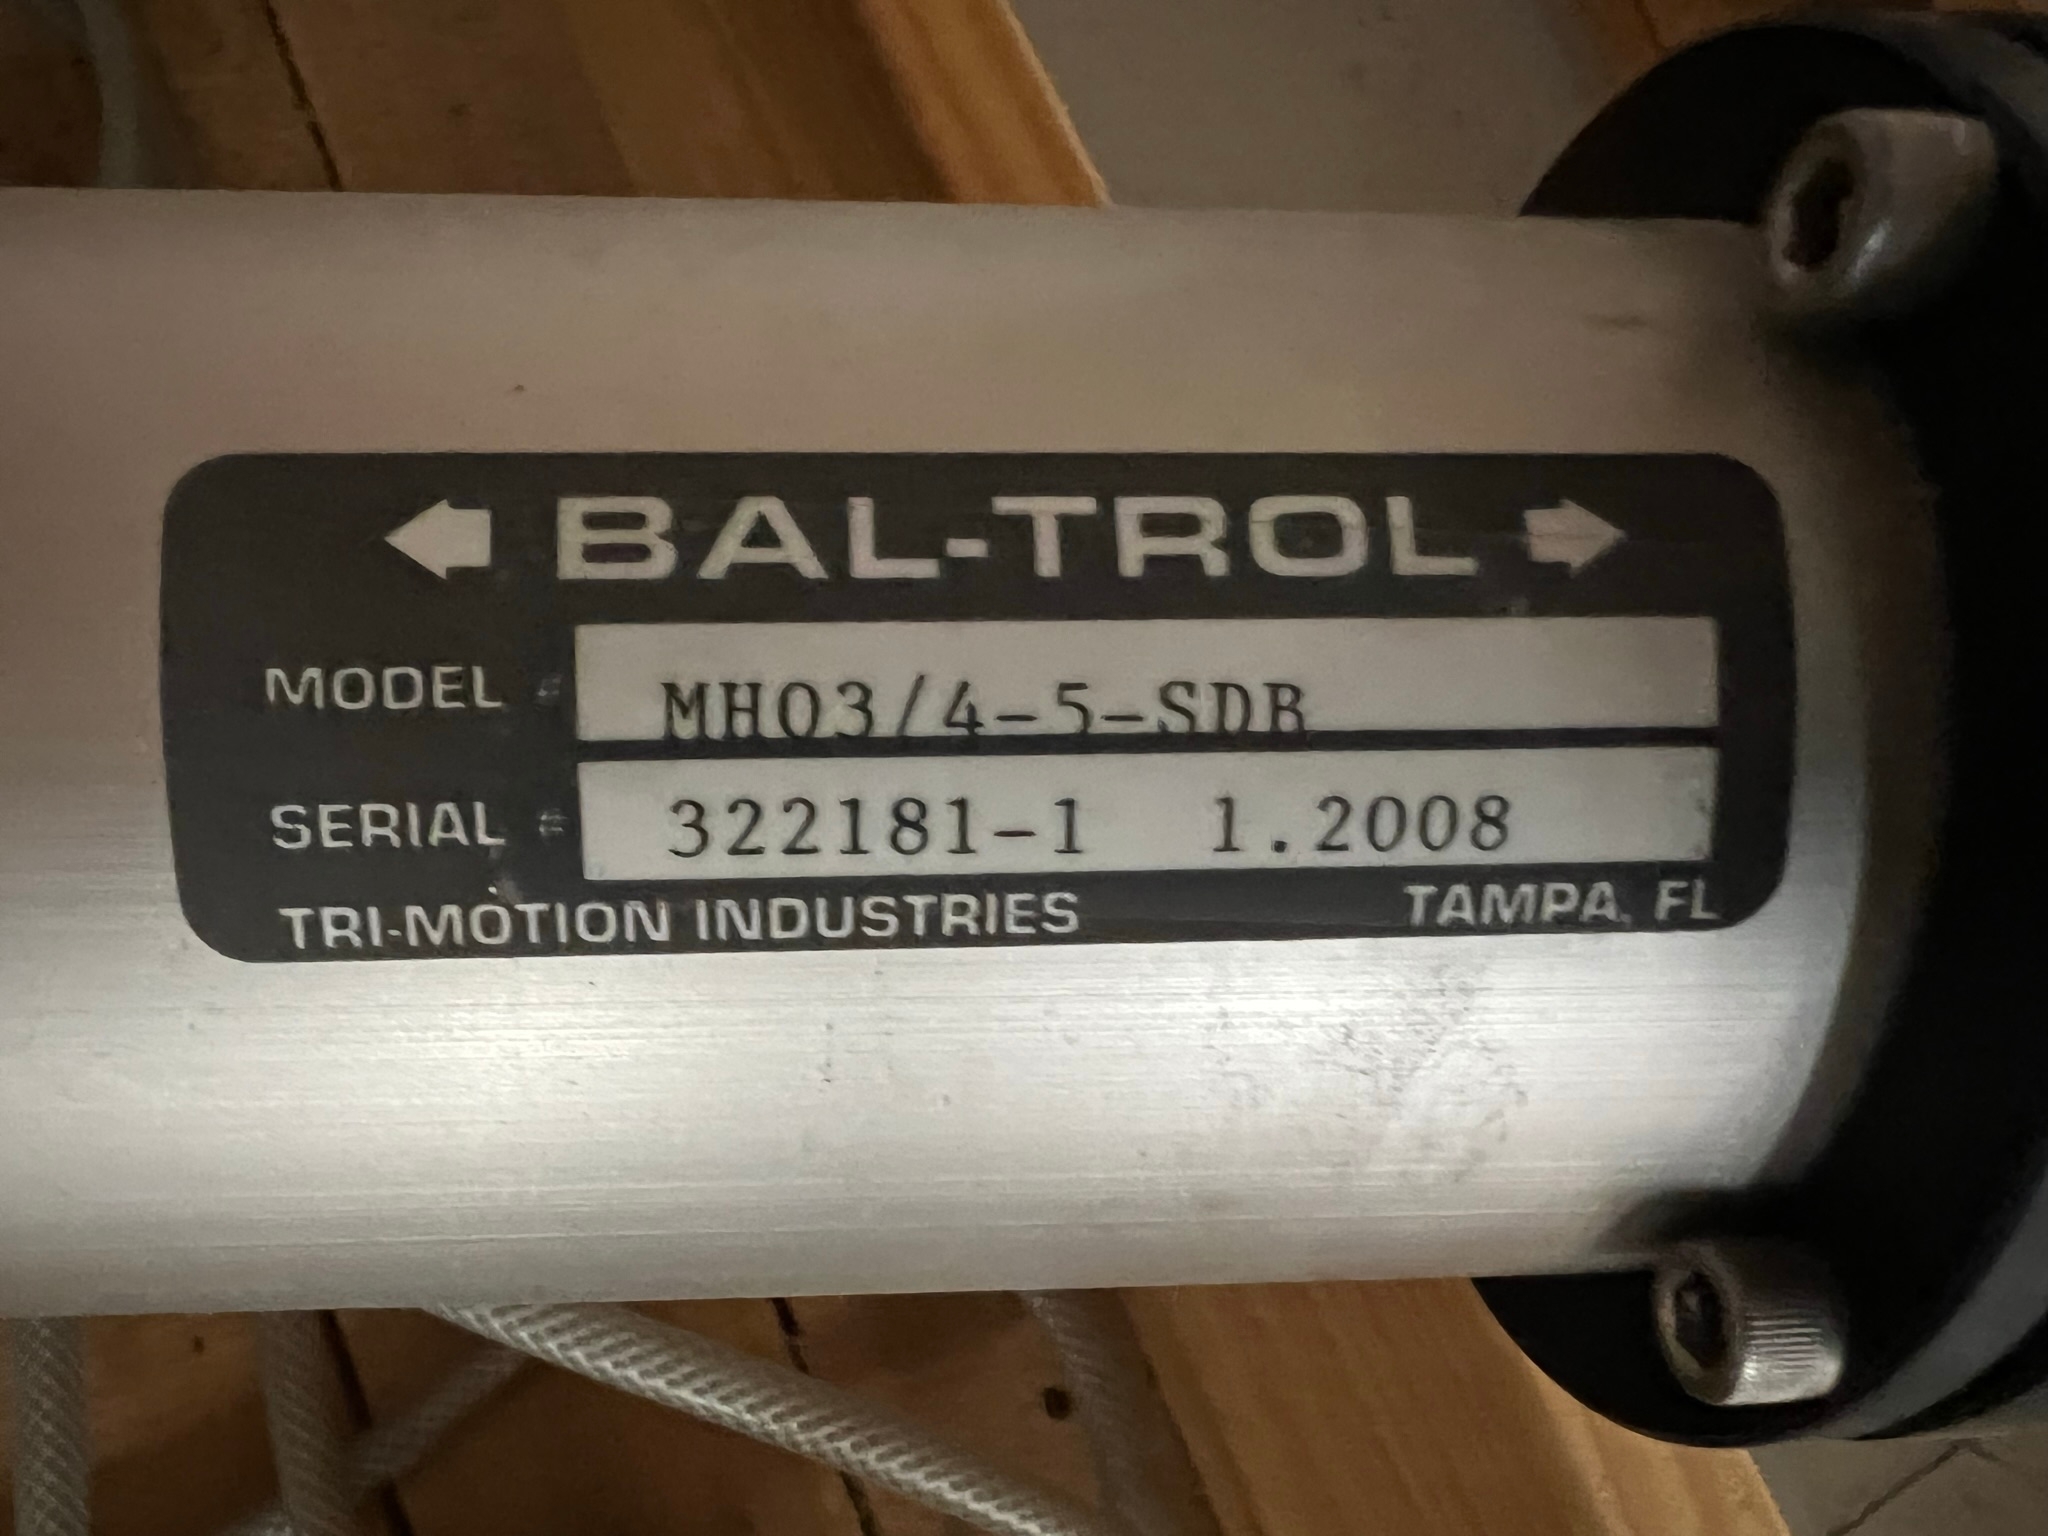 BAL-TROL
MODEL # MH03/4-5-SDB
SERIAL # 322181-1 1.2008
TRI-MOTION INDUSTRIES TAMPA, FL